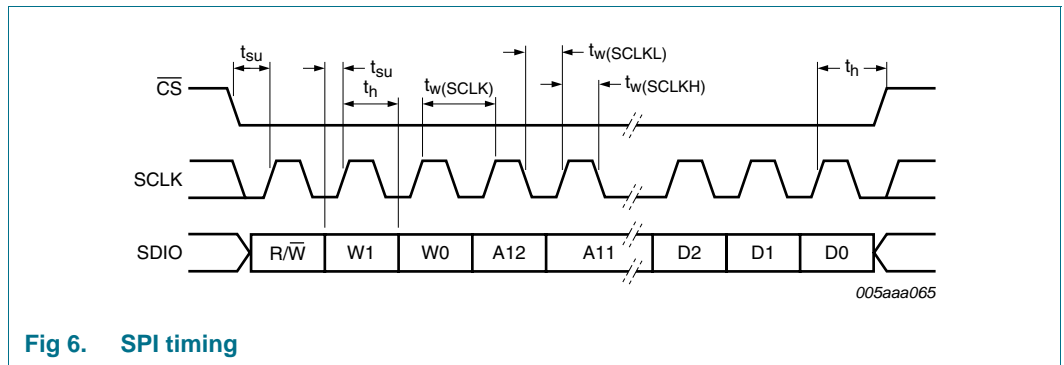 tsu
tsu
th
tw(SCLK)
tw(SCLKL)
tw(SCLKH)
th
CS
SCLK
SDIO
R/W
W1
W0
A12
A11
D2
D1
D0
005aaa065
Fig 6. SPI timing